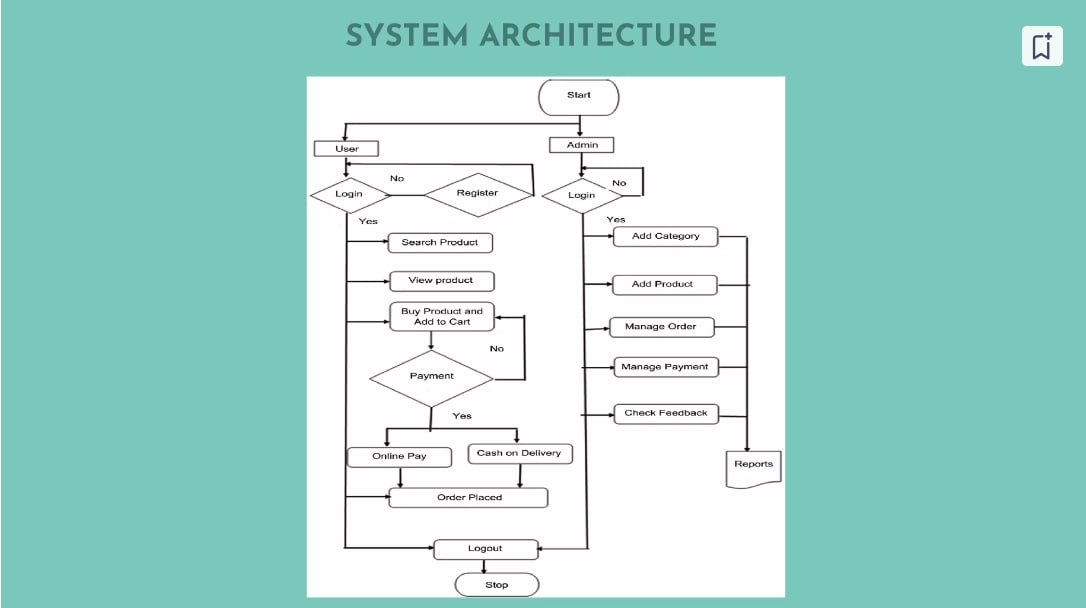 SYSTEM ARCHITECTURE
Start
User
Admin
Login
No
Register
Login
No
Yes
Yes
Search Product
Add Category
View product
Add Product
Buy Product and
Add to Cart
Manage Order
No
Payment
Manage Payment
Yes
Check Feedback
Online Pay
Cash on Delivery
Reports
Order Placed
Logout
Stop